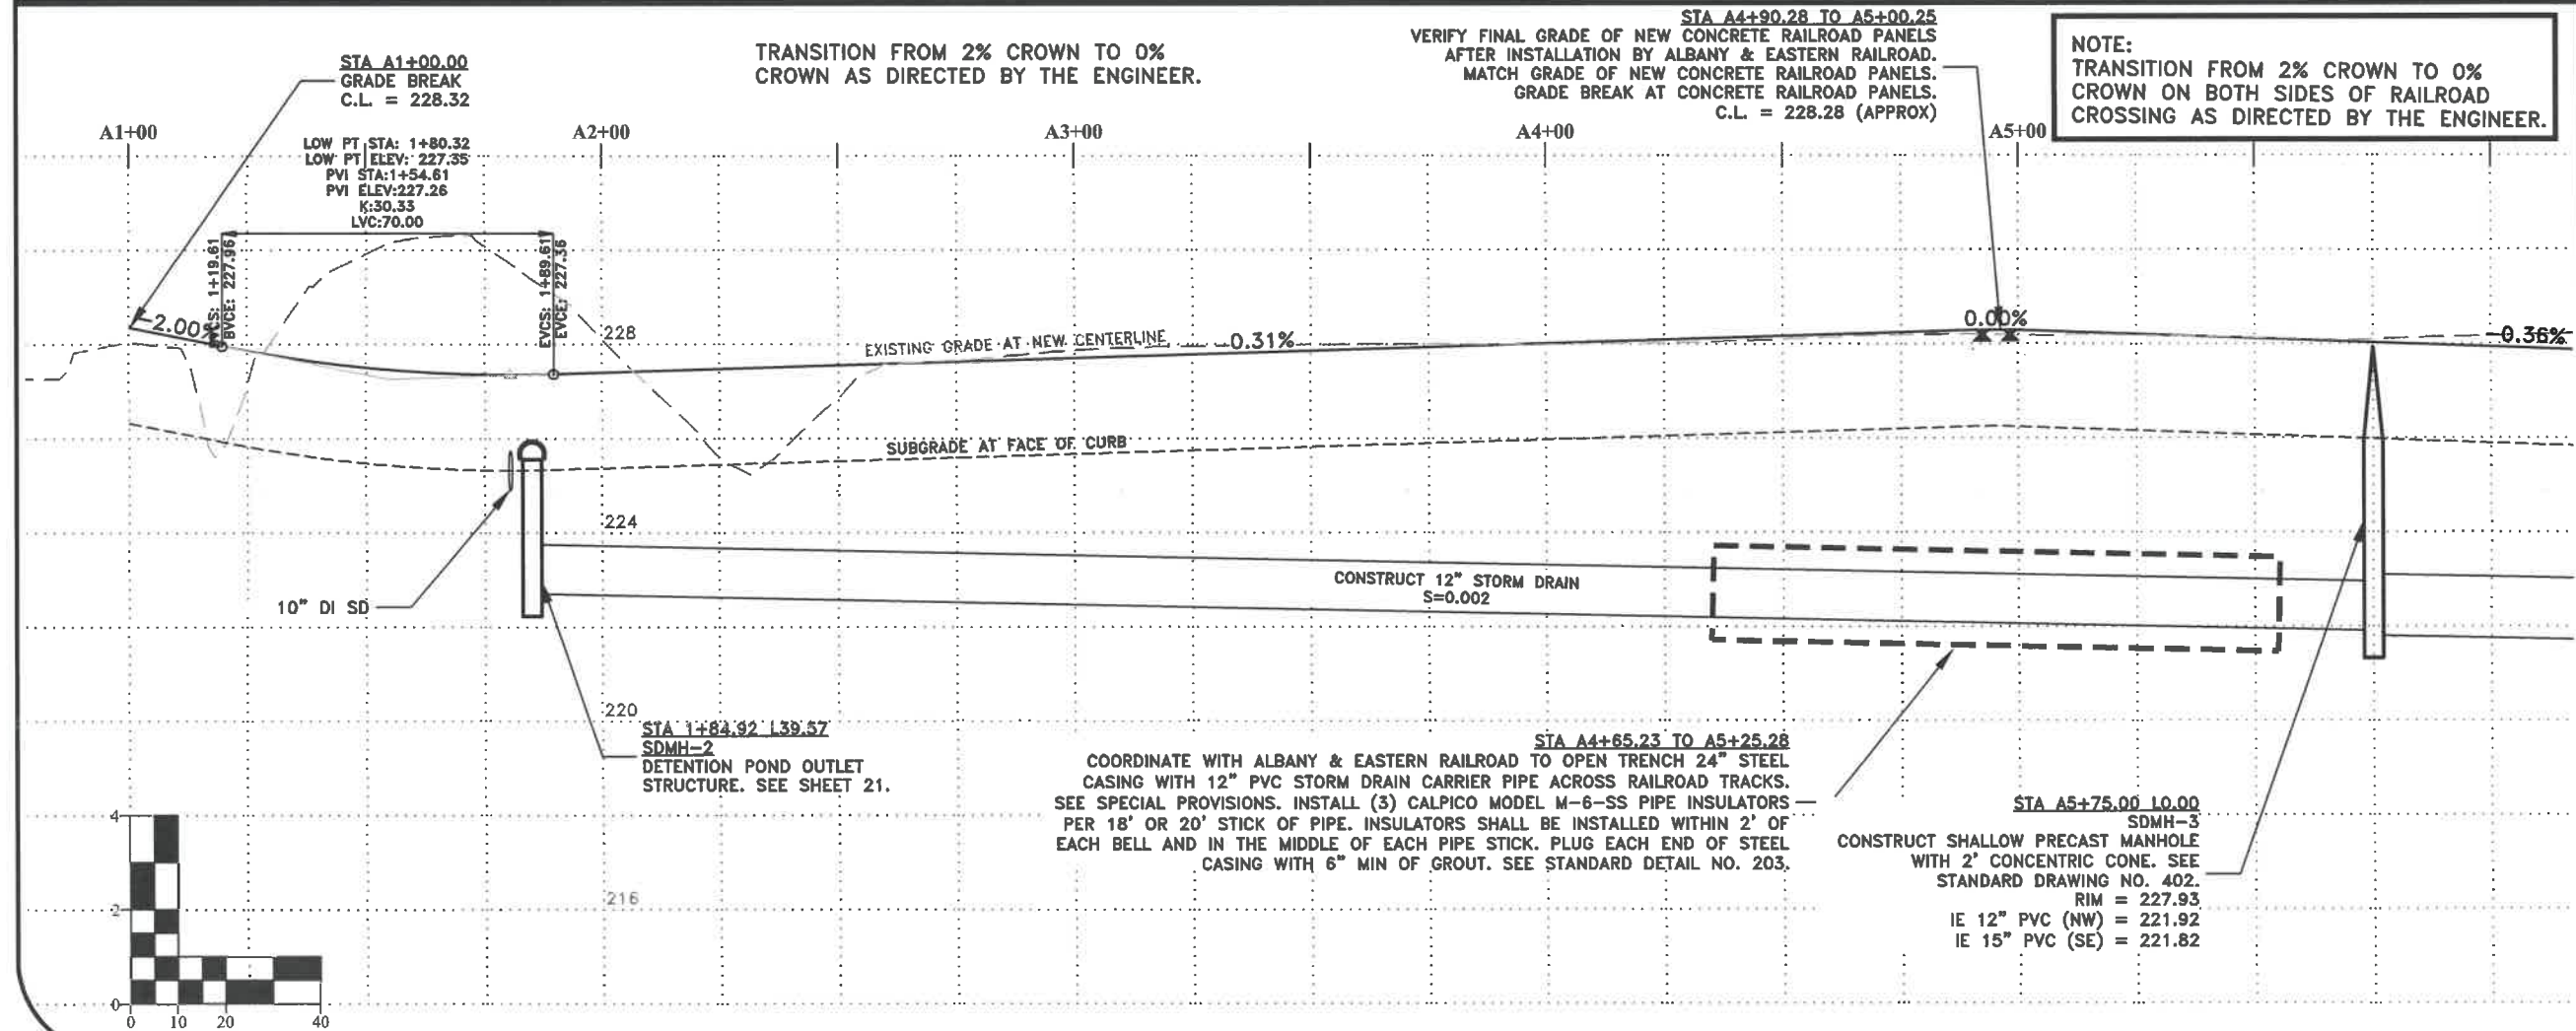 STA A1+00.00
GRADE BREAK
C.L. = 228.32
TRANSITION FROM 2% CROWN TO 0%
CROWN AS DIRECTED BY THE ENGINEER.
STA A4+90.28 TO A5+00.25
VERIFY FINAL GRADE OF NEW CONCRETE RAILROAD PANELS
AFTER INSTALLATION BY ALBANY & EASTERN RAILROAD.
MATCH GRADE OF NEW CONCRETE RAILROAD PANELS.
GRADE BREAK AT CONCRETE RAILROAD PANELS.
C.L. = 228.28 (APPROX)
NOTE:
TRANSITION FROM 2% CROWN TO 0%
CROWN ON BOTH SIDES OF RAILROAD
CROSSING AS DIRECTED BY THE ENGINEER.
A1+00
A2+00
A3+00
A4+00
A5+00
LOW PT STA: 1+80.32
LOW PT ELEV: 227.35
PVI STA:1+54.61
PVI ELEV:227.26
K:30.33
LVC:70.00
BVCS: 1+19.61
BVCE: 227.96
EVCS: 1+89.61
EVCE: 227.36
-2.00%
228
EXISTING GRADE AT NEW CENTERLINE
0.31%
0.00%
-0.36%
SUBGRADE AT FACE OF CURB
224
CONSTRUCT 12" STORM DRAIN
S=0.002
10" DI SD
220
STA 1+84.92 L39.57
SDMH-2
DETENTION POND OUTLET
STRUCTURE. SEE SHEET 21.
STA A4+65.23 TO A5+25.28
COORDINATE WITH ALBANY & EASTERN RAILROAD TO OPEN TRENCH 24" STEEL
CASING WITH 12" PVC STORM DRAIN CARRIER PIPE ACROSS RAILROAD TRACKS.
SEE SPECIAL PROVISIONS. INSTALL (3) CALPICO MODEL M-6-SS PIPE INSULATORS
PER 18' OR 20' STICK OF PIPE. INSULATORS SHALL BE INSTALLED WITHIN 2' OF
EACH BELL AND IN THE MIDDLE OF EACH PIPE STICK. PLUG EACH END OF STEEL
CASING WITH 6" MIN OF GROUT. SEE STANDARD DETAIL NO. 203.
STA A5+75.00 L0.00
SDMH-3
CONSTRUCT SHALLOW PRECAST MANHOLE
WITH 2' CONCENTRIC CONE. SEE
STANDARD DRAWING NO. 402.
RIM = 227.93
IE 12" PVC (NW) = 221.92
IE 15" PVC (SE) = 221.82
216
4
2
0
0 10 20 40